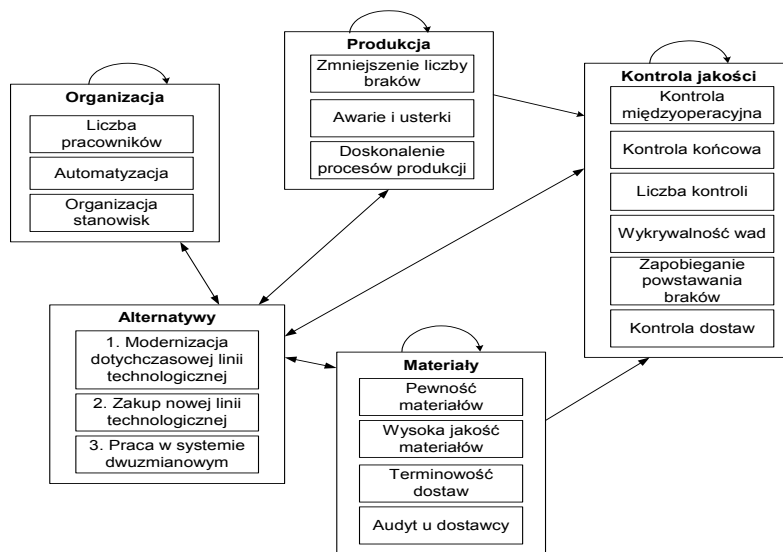 Organizacja
Liczba
pracowników
Automatyzacja
Organizacja
stanowisk
Produkcja
Zmniejszenie liczby
braków
Awarie i usterki
Doskonalenie
procesów produkcji
Kontrola jakości
Kontrola
międzyoperacyjna
Kontrola końcowa
Liczba kontroli
Wykrywalność wad
Zapobieganie
powstawania
braków
Kontrola dostaw
Alternatywy
1. Modernizacja
dotychczasowej linii
technologicznej
2. Zakup nowej linii
technologicznej
3. Praca w systemie
dwuzmianowym
Materiały
Pewność
materiałów
Wysoka jakość
materiałów
Terminowość
dostaw
Audyt u dostawcy